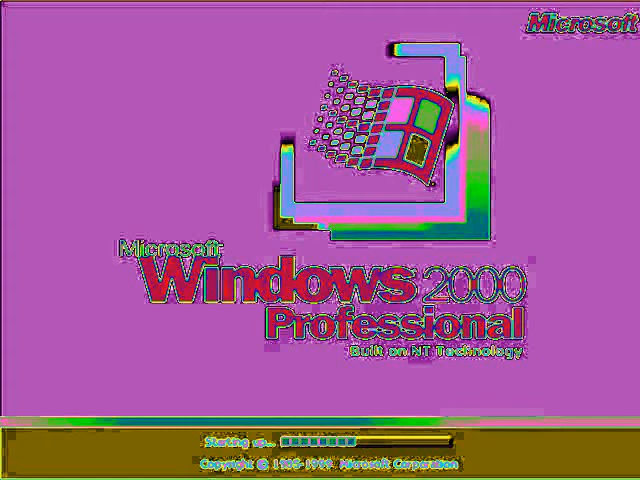 Microsoft
Microsoft
Windows 2000
Professional
Built on NT Technology
Starting up...
Copyright © 1985-1999 Microsoft Corporation